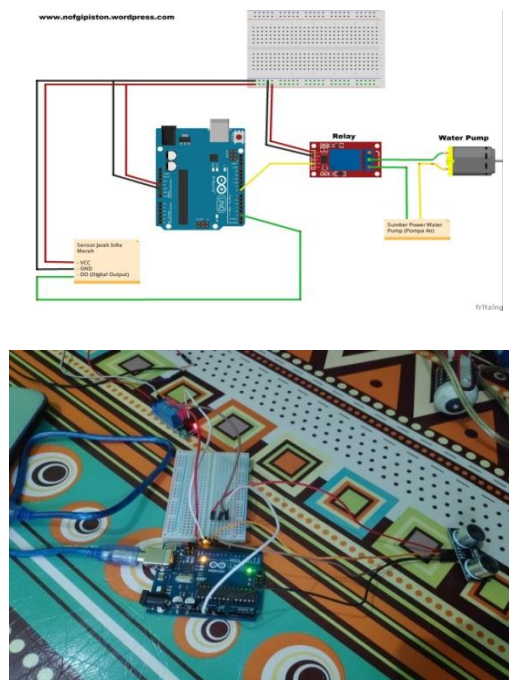 www.nofgipiston.wordpress.com
Relay
Water Pump
Sumber Power Water
Pump (Pompa Air)
Sensor Jarak Infra
Merah
- VCC
- GND
- DO (Digital Output)
UNO
fritzing